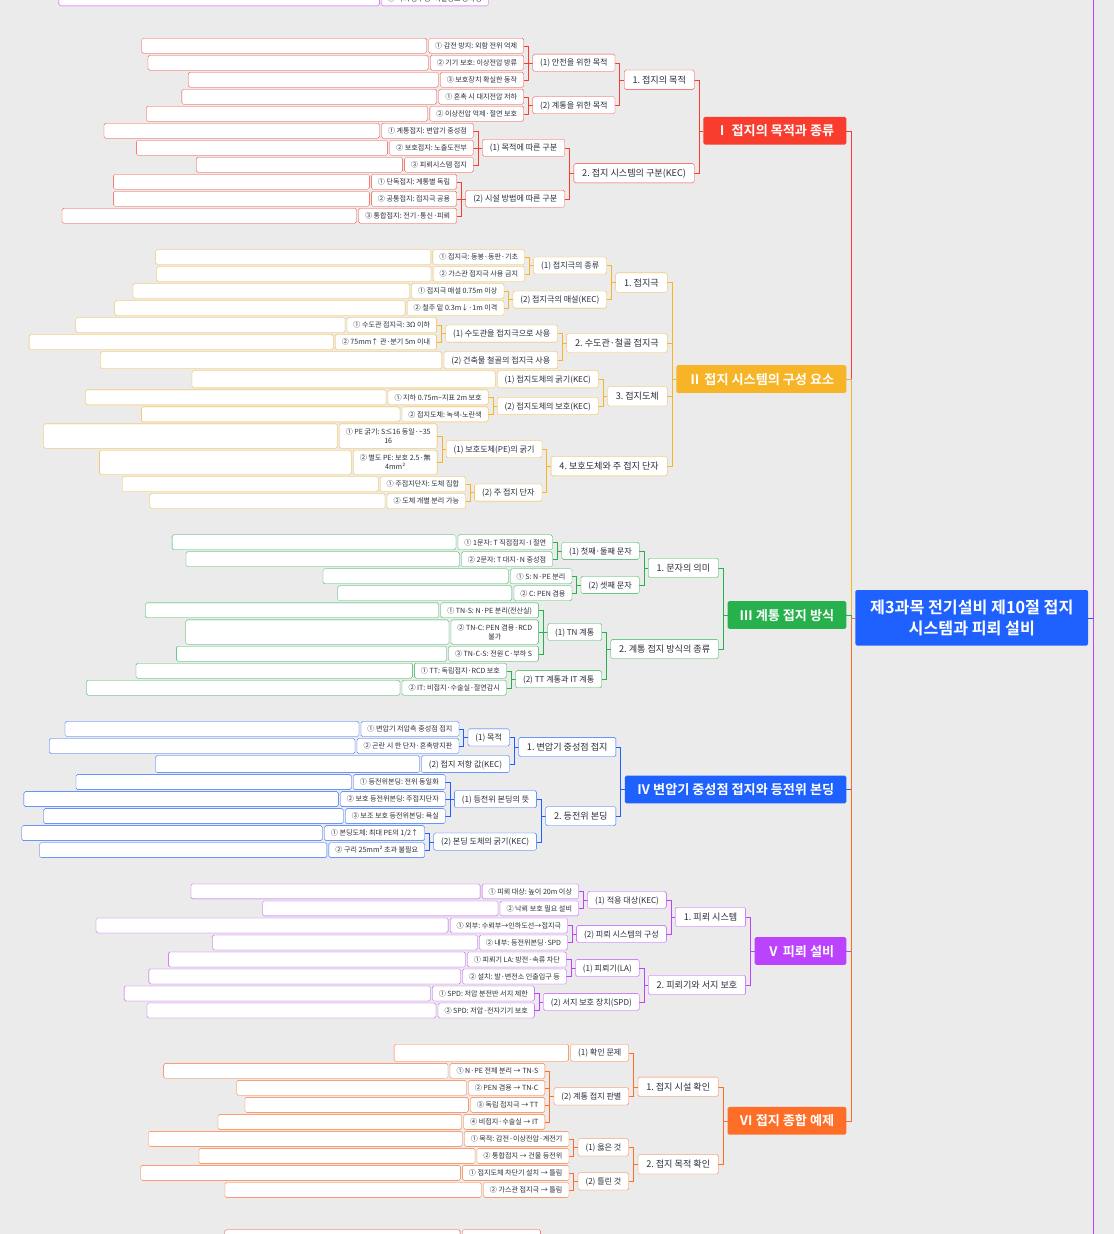 제3과목 전기설비 제10절 접지
시스템과 피뢰 설비
Ⅰ 접지의 목적과 종류
1. 접지의 목적
(1) 안전을 위한 목적
① 감전 방지: 외함 전위 억제
② 기기 보호: 이상전압 방류
③ 보호장치 확실한 동작
(2) 계통을 위한 목적
① 혼촉 시 대지전압 저하
② 이상전압 억제·절연 보호
2. 접지 시스템의 구분(KEC)
(1) 목적에 따른 구분
① 계통접지: 변압기 중성점
② 보호접지: 노출도전부
③ 피뢰시스템 접지
(2) 시설 방법에 따른 구분
① 단독접지: 계통별 독립
② 공통접지: 접지극 공용
③ 통합접지: 전기·통신·피뢰
Ⅱ 접지 시스템의 구성 요소
1. 접지극
(1) 접지극의 종류
① 접지극: 동봉·동판·기초
② 가스관 접지극 사용 금지
(2) 접지극의 매설(KEC)
① 접지극 매설 0.75m 이상
② 철주 밑 0.3m↓·1m 이격
2. 수도관·철골 접지극
(1) 수도관을 접지극으로 사용
① 수도관 접지극: 3Ω 이하
② 75mm↑ 관·분기 5m 이내
(2) 건축물 철골의 접지극 사용
3. 접지도체
(1) 접지도체의 굵기(KEC)
(2) 접지도체의 보호(KEC)
① 지하 0.75m~지표 2m 보호
② 접지도체: 녹색-노란색
4. 보호도체와 주 접지 단자
(1) 보호도체(PE)의 굵기
① PE 굵기: S≤16 동일·~35
16
② 별도 PE: 보호 2.5·無
4mm²
(2) 주 접지 단자
① 주접지단자: 도체 집합
② 도체 개별 분리 가능
Ⅲ 계통 접지 방식
1. 문자의 의미
(1) 첫째·둘째 문자
① 1문자: T 직접접지·I 절연
② 2문자: T 대지·N 중성점
(2) 셋째 문자
① S: N·PE 분리
② C: PEN 겸용
2. 계통 접지 방식의 종류
(1) TN 계통
① TN-S: N·PE 분리(전산실)
② TN-C: PEN 겸용·RCD
불가
③ TN-C-S: 전원 C·부하 S
(2) TT 계통과 IT 계통
① TT: 독립접지·RCD 보호
② IT: 비접지·수술실·절연감시
Ⅳ 변압기 중성점 접지와 등전위 본딩
1. 변압기 중성점 접지
(1) 목적
① 변압기 저압측 중성점 접지
② 곤란 시 한 단자·혼촉방지판
(2) 접지 저항 값(KEC)
2. 등전위 본딩
(1) 등전위 본딩의 뜻
① 등전위본딩: 전위 동일화
② 보호 등전위본딩: 주접지단자
③ 보조 보호 등전위본딩: 욕실
(2) 본딩 도체의 굵기(KEC)
① 본딩도체: 최대 PE의 1/2↑
② 구리 25mm² 초과 불필요
Ⅴ 피뢰 설비
1. 피뢰 시스템
(1) 적용 대상(KEC)
① 피뢰 대상: 높이 20m 이상
② 낙뢰 보호 필요 설비
(2) 피뢰 시스템의 구성
① 외부: 수뢰부→인하도선→접지극
② 내부: 등전위본딩·SPD
2. 피뢰기와 서지 보호
(1) 피뢰기(LA)
① 피뢰기 LA: 방전·속류 차단
② 설치: 발·변전소 인출입구 등
(2) 서지 보호 장치(SPD)
① SPD: 저압 분전반 서지 제한
② SPD: 저압·전자기기 보호
Ⅵ 접지 종합 예제
1. 접지 시설 확인
(1) 확인 문제
(2) 계통 접지 판별
① N·PE 전체 분리 → TN-S
② PEN 겸용 → TN-C
③ 독립 접지극 → TT
④ 비접지·수술실 → IT
2. 접지 목적 확인
(1) 옳은 것
① 목적: 감전·이상전압·계전기
② 통합접지 → 건물 등전위
(2) 틀린 것
① 접지도체 차단기 설치 → 틀림
② 가스관 접지극 → 틀림